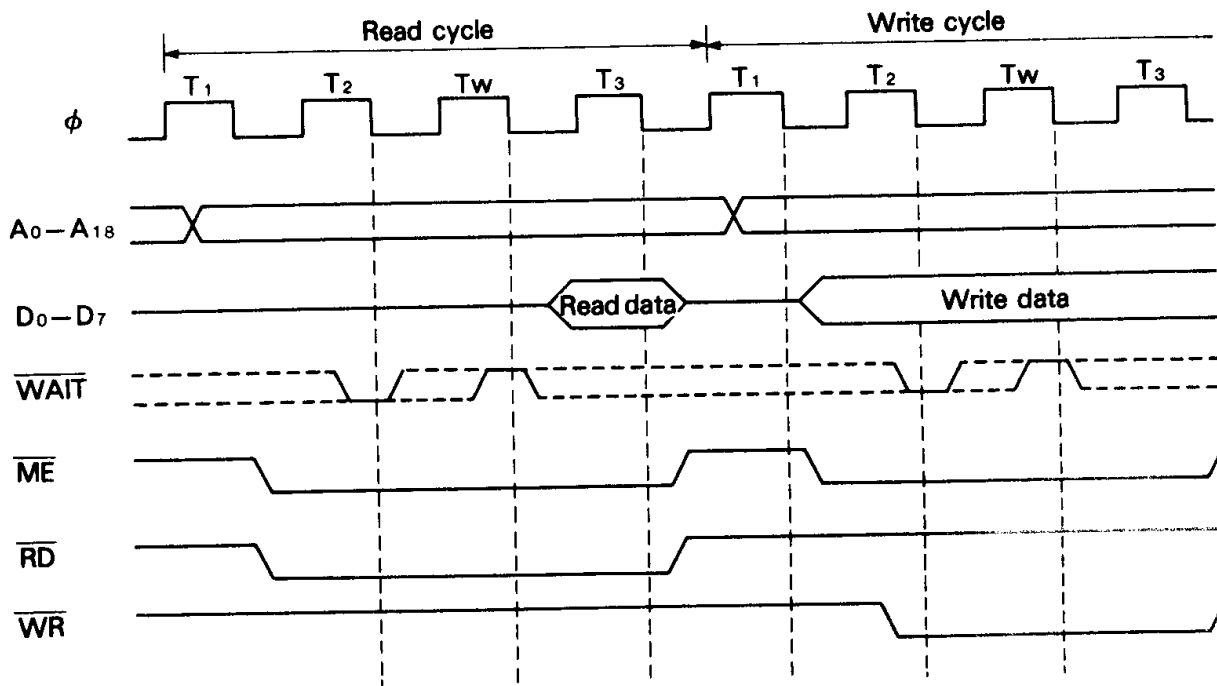 Read cycle Write cycle
T1 T2 Tw T3 T1 T2 Tw T3
ϕ
A0–A18
D0–D7 Read data Write data
WAIT
ME
RD
WR